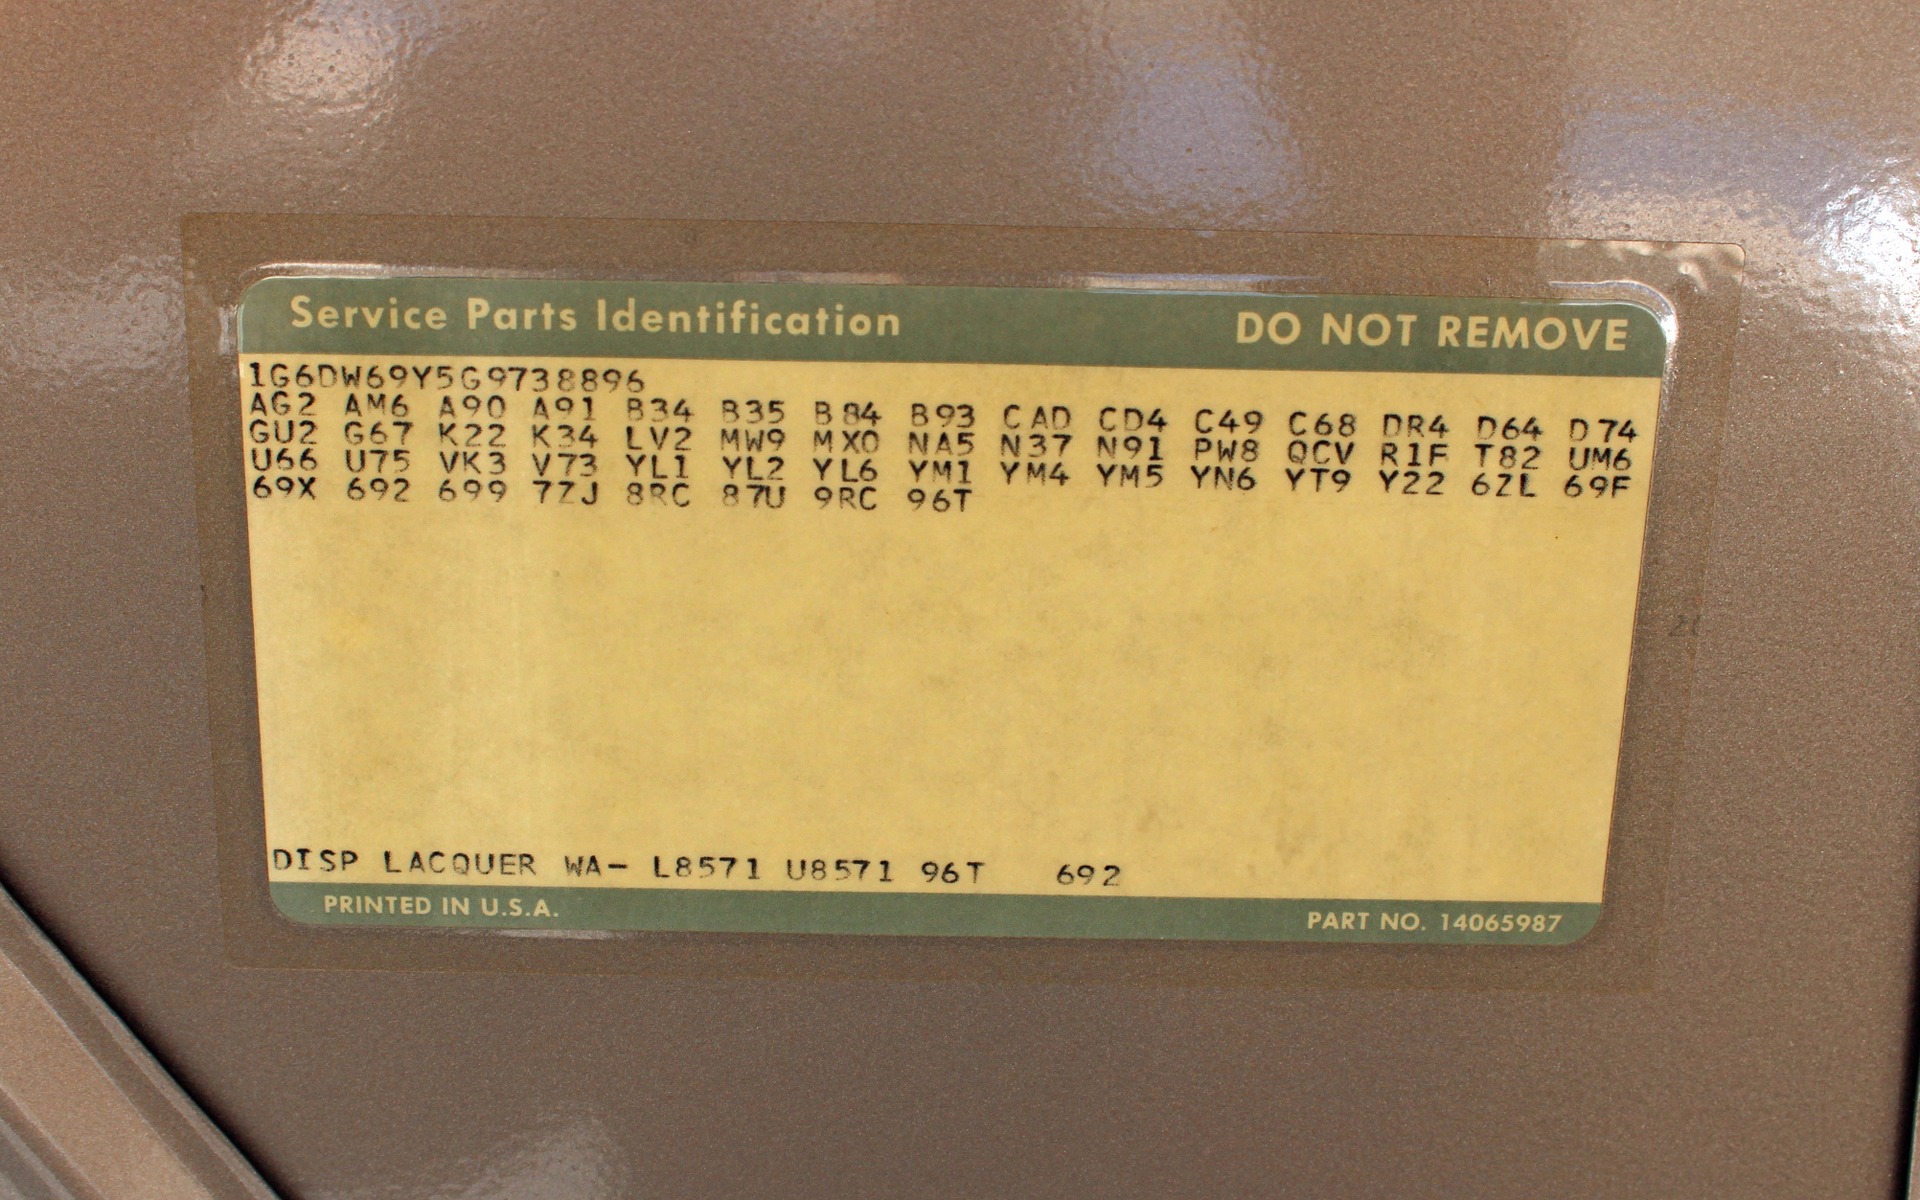 Service Parts Identification DO NOT REMOVE
1G6DW69Y5G9738896
AG2 AM6 A90 A91 B34 B35 B84 B93 CAD CD4 C49 C68 DR4 D64 D74
GU2 G67 K22 K34 LV2 MW9 MX0 NA5 N37 N91 PW8 QCV R1F T82 UM6
U66 U75 VK3 V73 YL1 YL2 YL6 YM1 YM4 YM5 YN6 YT9 Y22 6ZL 69F
69X 692 699 7ZJ 8RC 87U 9RC 96T
DISP LACQUER WA- L8571 U8571 96T 692
PRINTED IN U.S.A. PART NO. 14065987